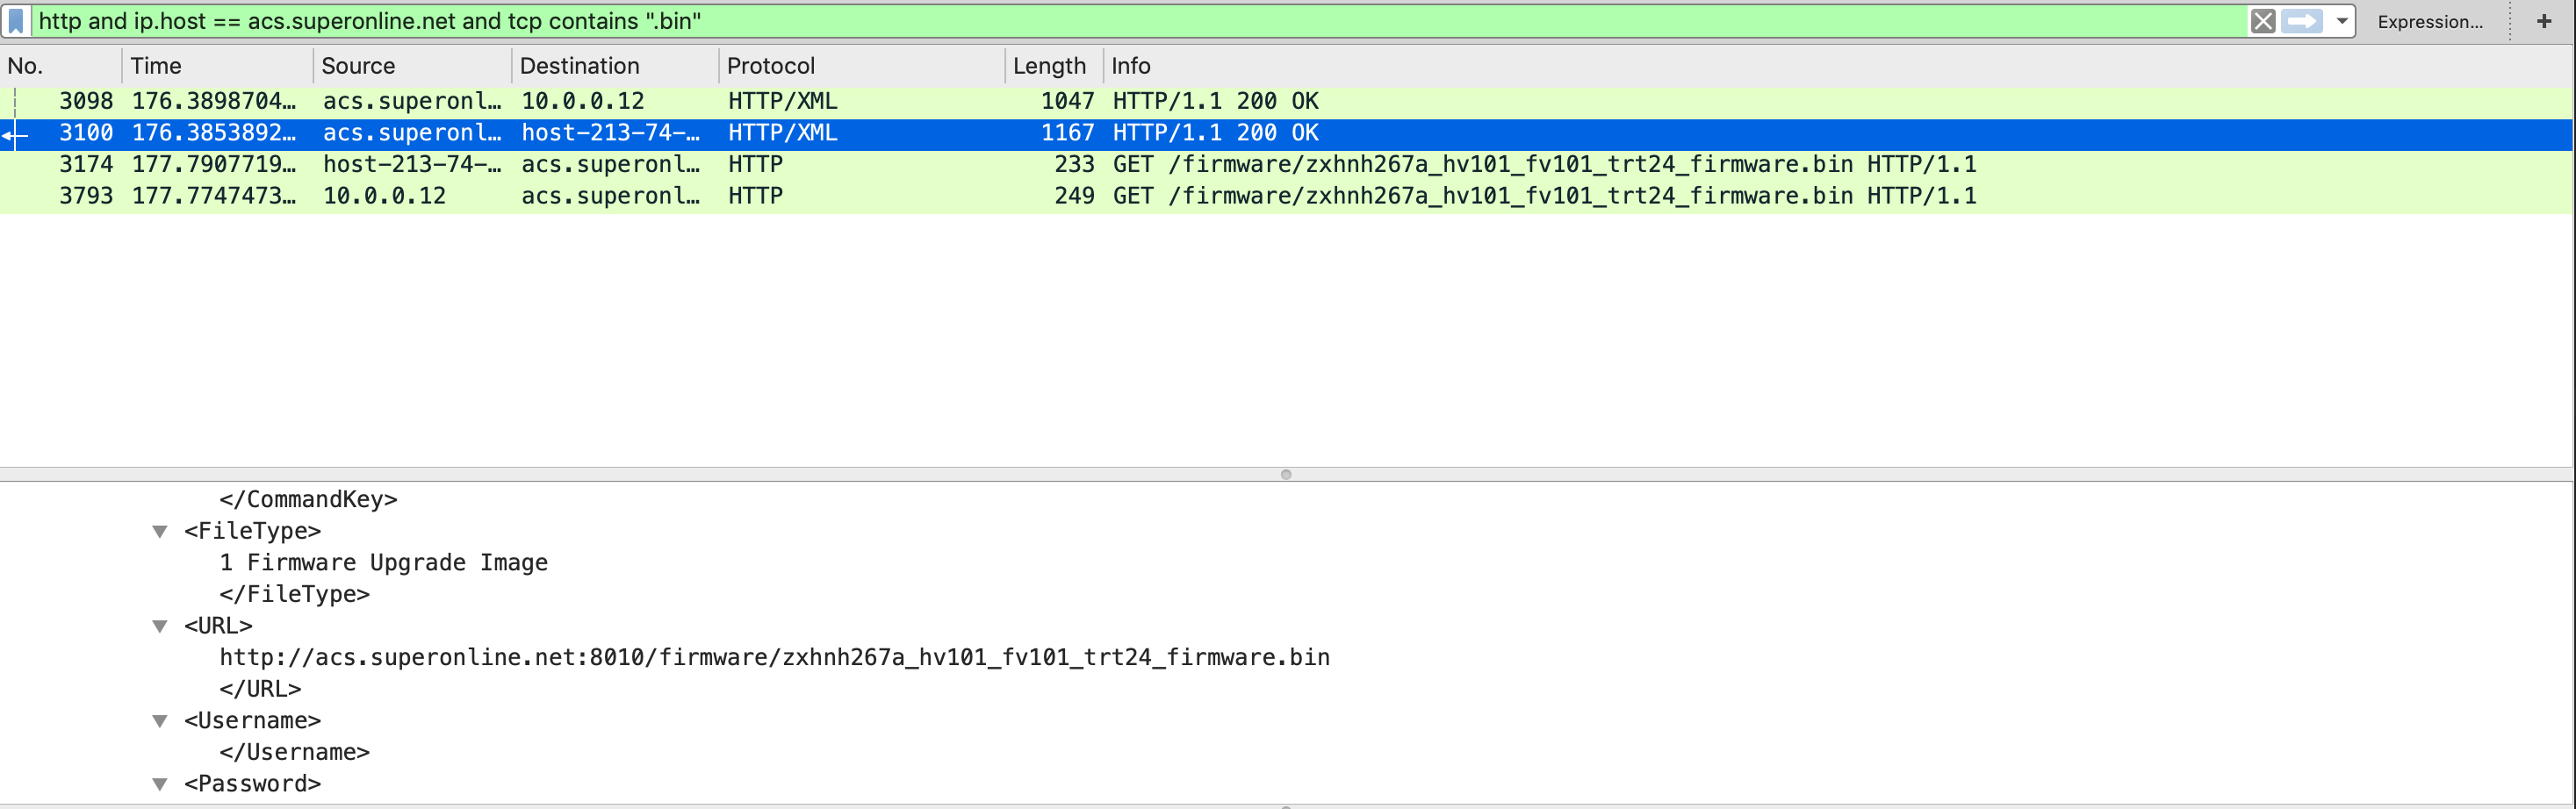 http and ip.host == acs.superonline.net and tcp contains ".bin" Expression... +
No. Time Source Destination Protocol Length Info
3098 176.3898704… acs.superonl… 10.0.0.12 HTTP/XML 1047 HTTP/1.1 200 OK
3100 176.3853892… acs.superonl… host-213-74-… HTTP/XML 1167 HTTP/1.1 200 OK
3174 177.7907719… host-213-74-… acs.superonl… HTTP 233 GET /firmware/zxhnh267a_hv101_fv101_trt24_firmware.bin HTTP/1.1
3793 177.7747473… 10.0.0.12 acs.superonl… HTTP 249 GET /firmware/zxhnh267a_hv101_fv101_trt24_firmware.bin HTTP/1.1
</CommandKey>
<FileType>
1 Firmware Upgrade Image
</FileType>
<URL>
http://acs.superonline.net:8010/firmware/zxhnh267a_hv101_fv101_trt24_firmware.bin
</URL>
<Username>
</Username>
<Password>